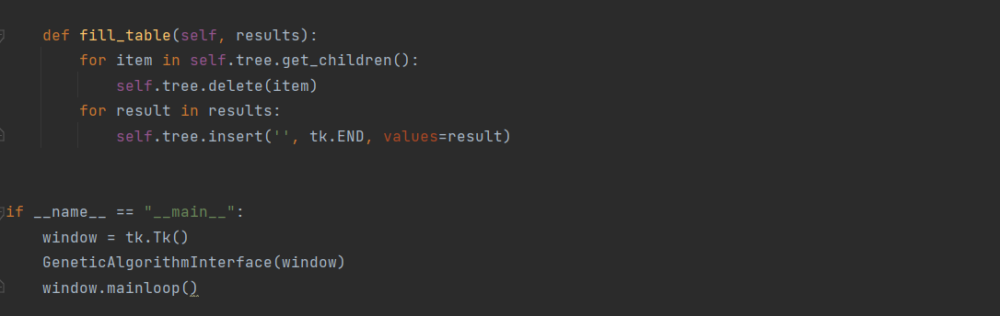 def fill_table(self, results):
for item in self.tree.get_children():
self.tree.delete(item)
for result in results:
self.tree.insert('', tk.END, values=result)
if __name__ == "__main__":
window = tk.Tk()
GeneticAlgorithmInterface(window)
window.mainloop()